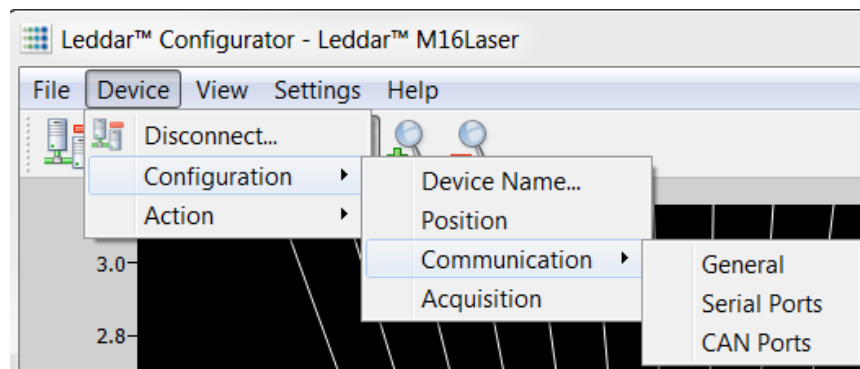 Leddar™ Configurator - Leddar™ M16Laser
File Device View Settings Help
Disconnect...
Configuration
Action
Device Name...
Position
Communication
Acquisition
General
Serial Ports
CAN Ports
3.0
2.8